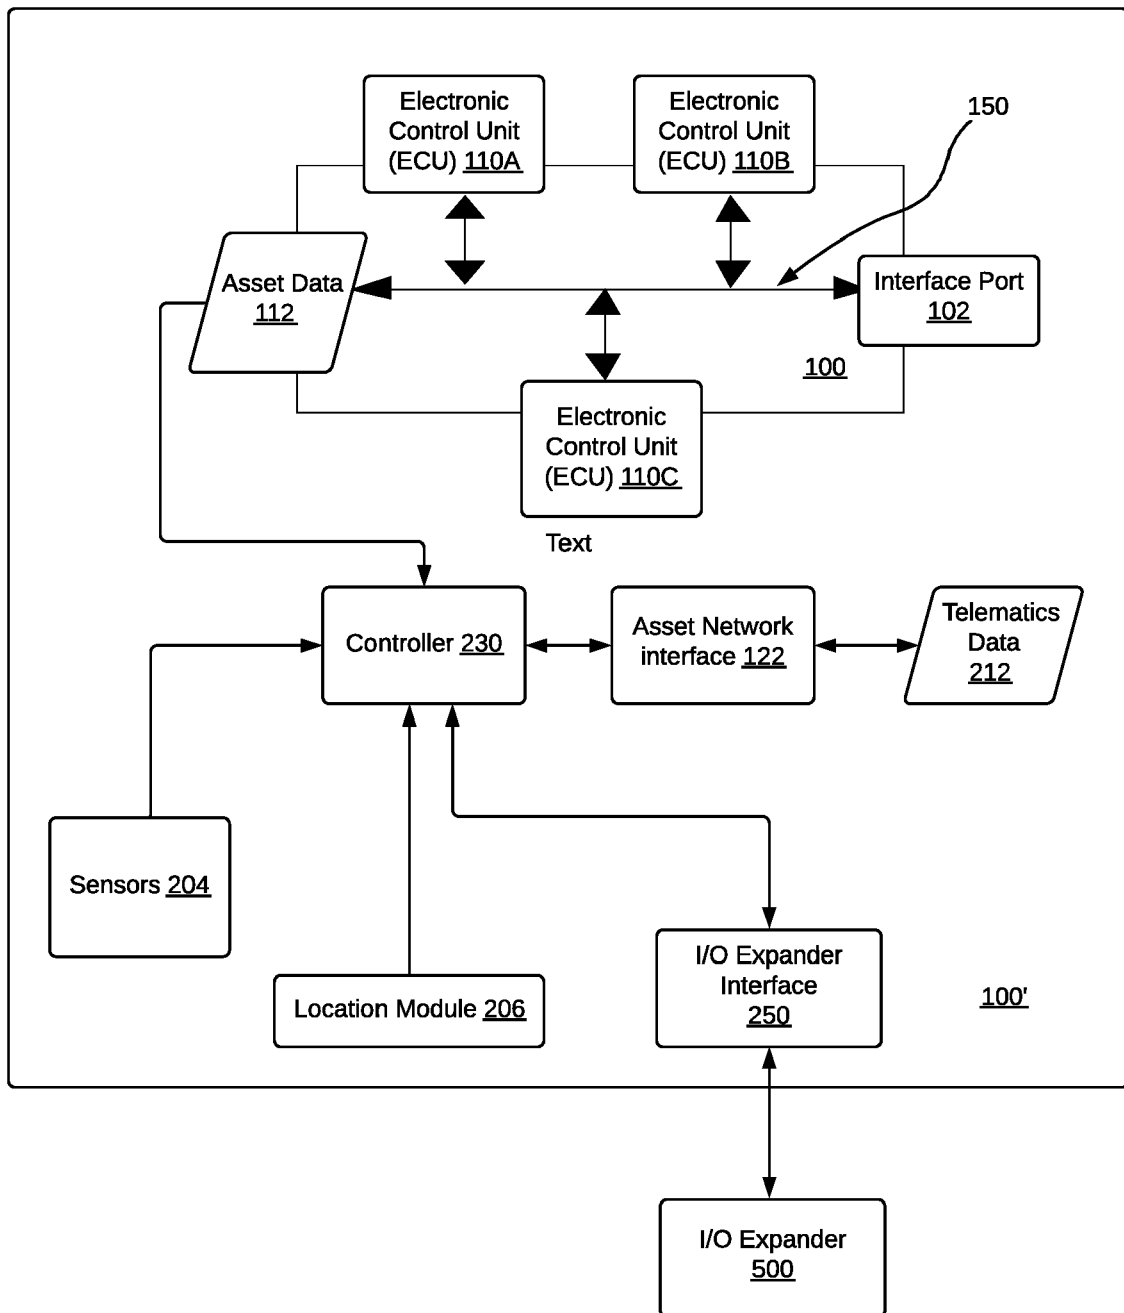 Electronic
Control Unit
(ECU) 110A
Electronic
Control Unit
(ECU) 110B
150
Asset Data
112
Interface Port
102
100
Electronic
Control Unit
(ECU) 110C
Text
Controller 230
Asset Network
interface 122
Telematics
Data
212
Sensors 204
Location Module 206
I/O Expander
Interface
250
100'
I/O Expander
500